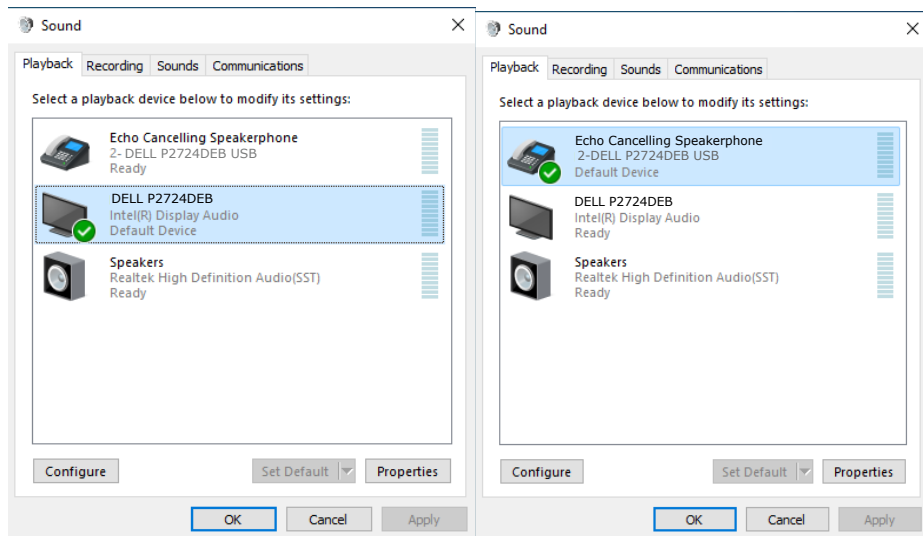 Sound
Playback Recording Sounds Communications
Select a playback device below to modify its settings:
Echo Cancelling Speakerphone
2- DELL P2724DEB USB
Ready
DELL P2724DEB
Intel(R) Display Audio
Default Device
Speakers
Realtek High Definition Audio(SST)
Ready
Configure Set Default Properties
OK Cancel Apply
Sound
Playback Recording Sounds Communications
Select a playback device below to modify its settings:
Echo Cancelling Speakerphone
2-DELL P2724DEB USB
Default Device
DELL P2724DEB
Intel(R) Display Audio
Ready
Speakers
Realtek High Definition Audio(SST)
Ready
Configure Set Default Properties
OK Cancel Apply